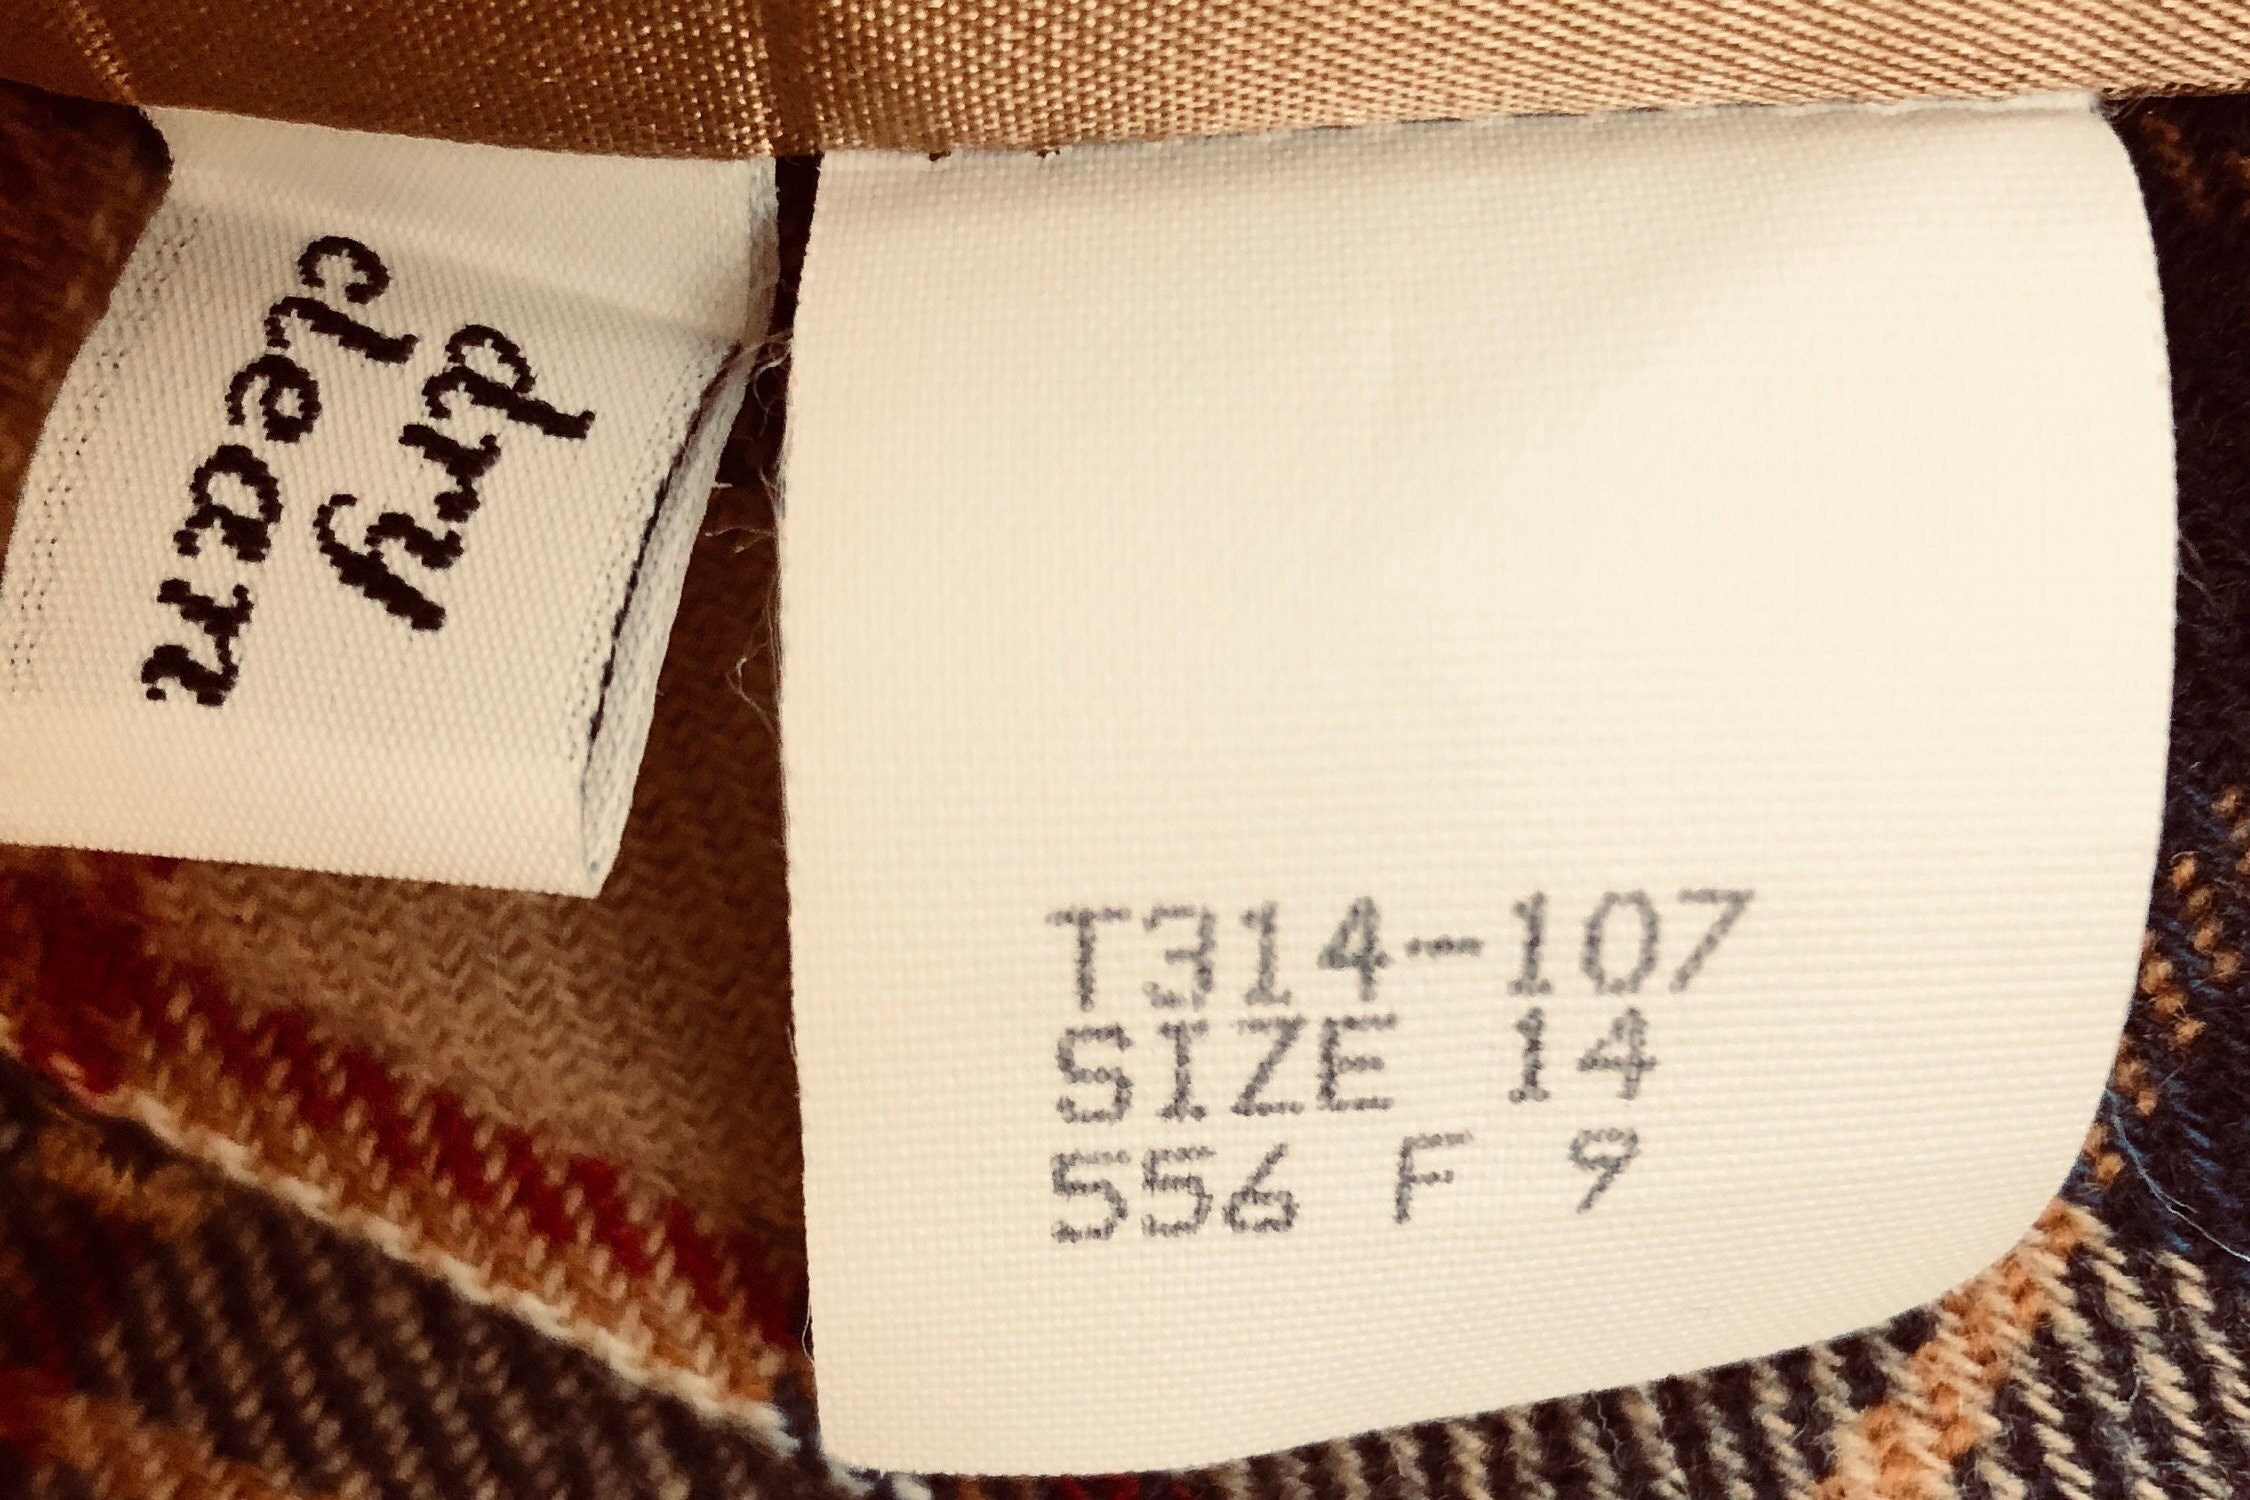 dry
clean
T314-107
SIZE 14
556 F 9